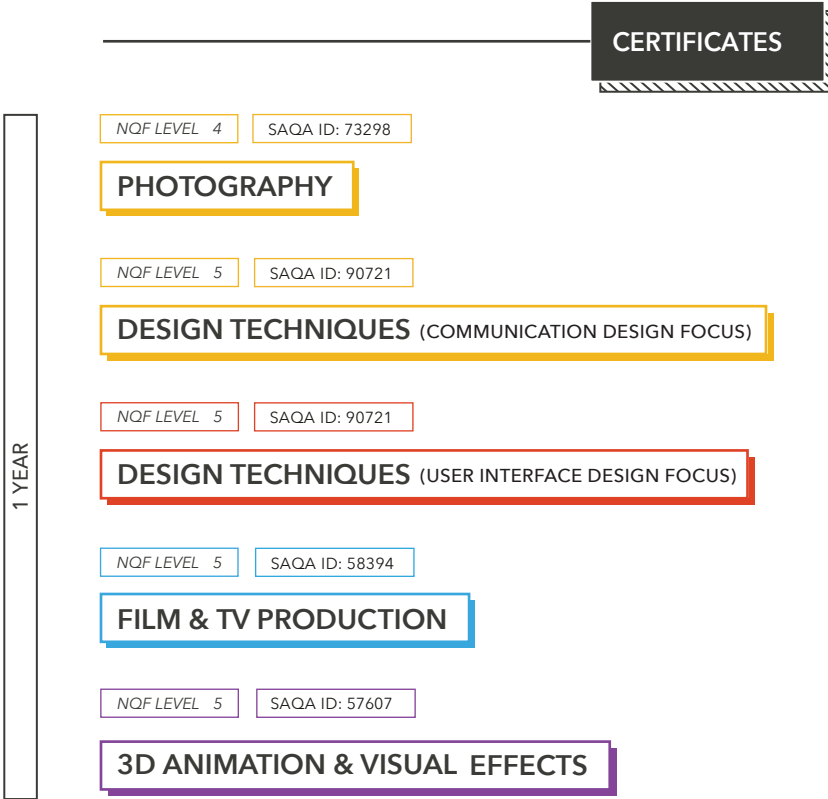 CERTIFICATES
1 YEAR
NQF LEVEL 4 SAQA ID: 73298
PHOTOGRAPHY
NQF LEVEL 5 SAQA ID: 90721
DESIGN TECHNIQUES (COMMUNICATION DESIGN FOCUS)
NQF LEVEL 5 SAQA ID: 90721
DESIGN TECHNIQUES (USER INTERFACE DESIGN FOCUS)
NQF LEVEL 5 SAQA ID: 58394
FILM & TV PRODUCTION
NQF LEVEL 5 SAQA ID: 57607
3D ANIMATION & VISUAL EFFECTS